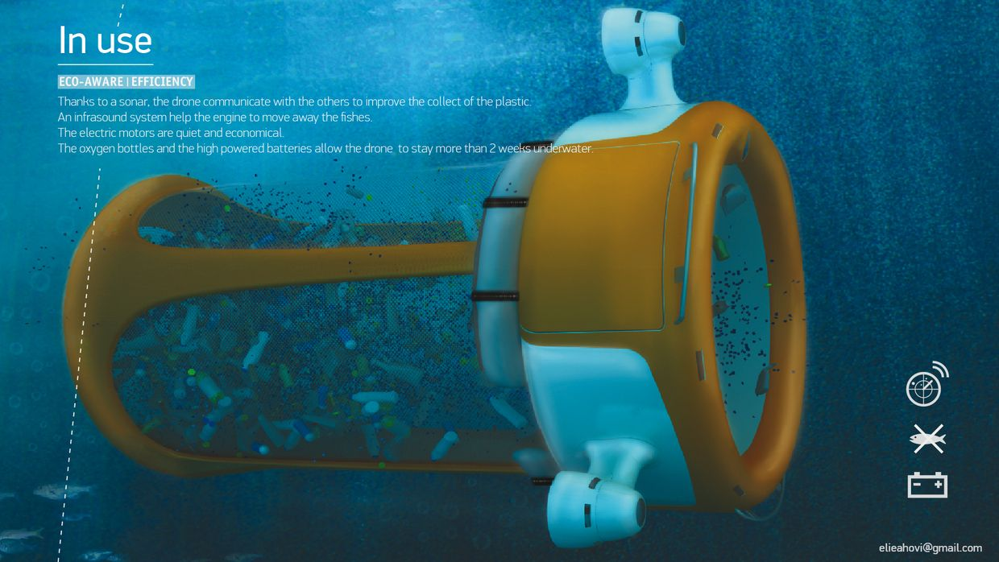 In use
ECO-AWARE | EFFICIENCY
Thanks to a sonar, the drone communicate with the others to improve the collect of the plastic.
An infrasound system help the engine to move away the fishes.
The electric motors are quiet and economical.
The oxygen bottles and the high powered batteries allow the drone to stay more than 2 weeks underwater.
elieahovi@gmail.com